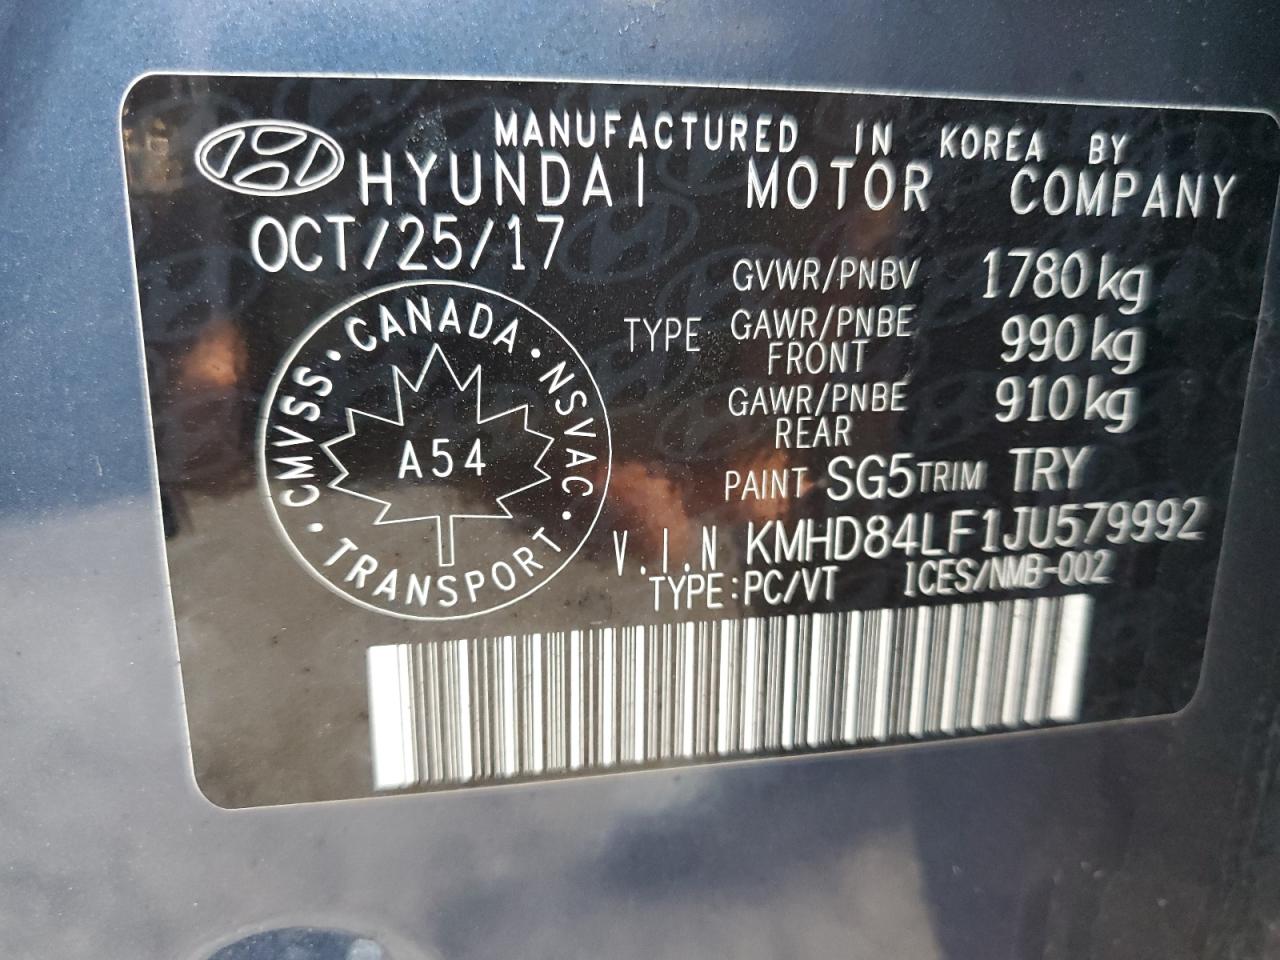 MANUFACTURED IN KOREA BY
HYUNDAI MOTOR COMPANY
OCT/25/17
GVWR/PNBV 1780 kg
TYPE GAWR/PNBE FRONT 990 kg
GAWR/PNBE REAR 910 kg
PAINT SG5 TRIM TRY
V.I.N KMHD84LF1JU579992
TYPE:PC/VT ICES/NMB-002
CANADA · NSVAC · TRANSPORT · CMVSS ·
A54